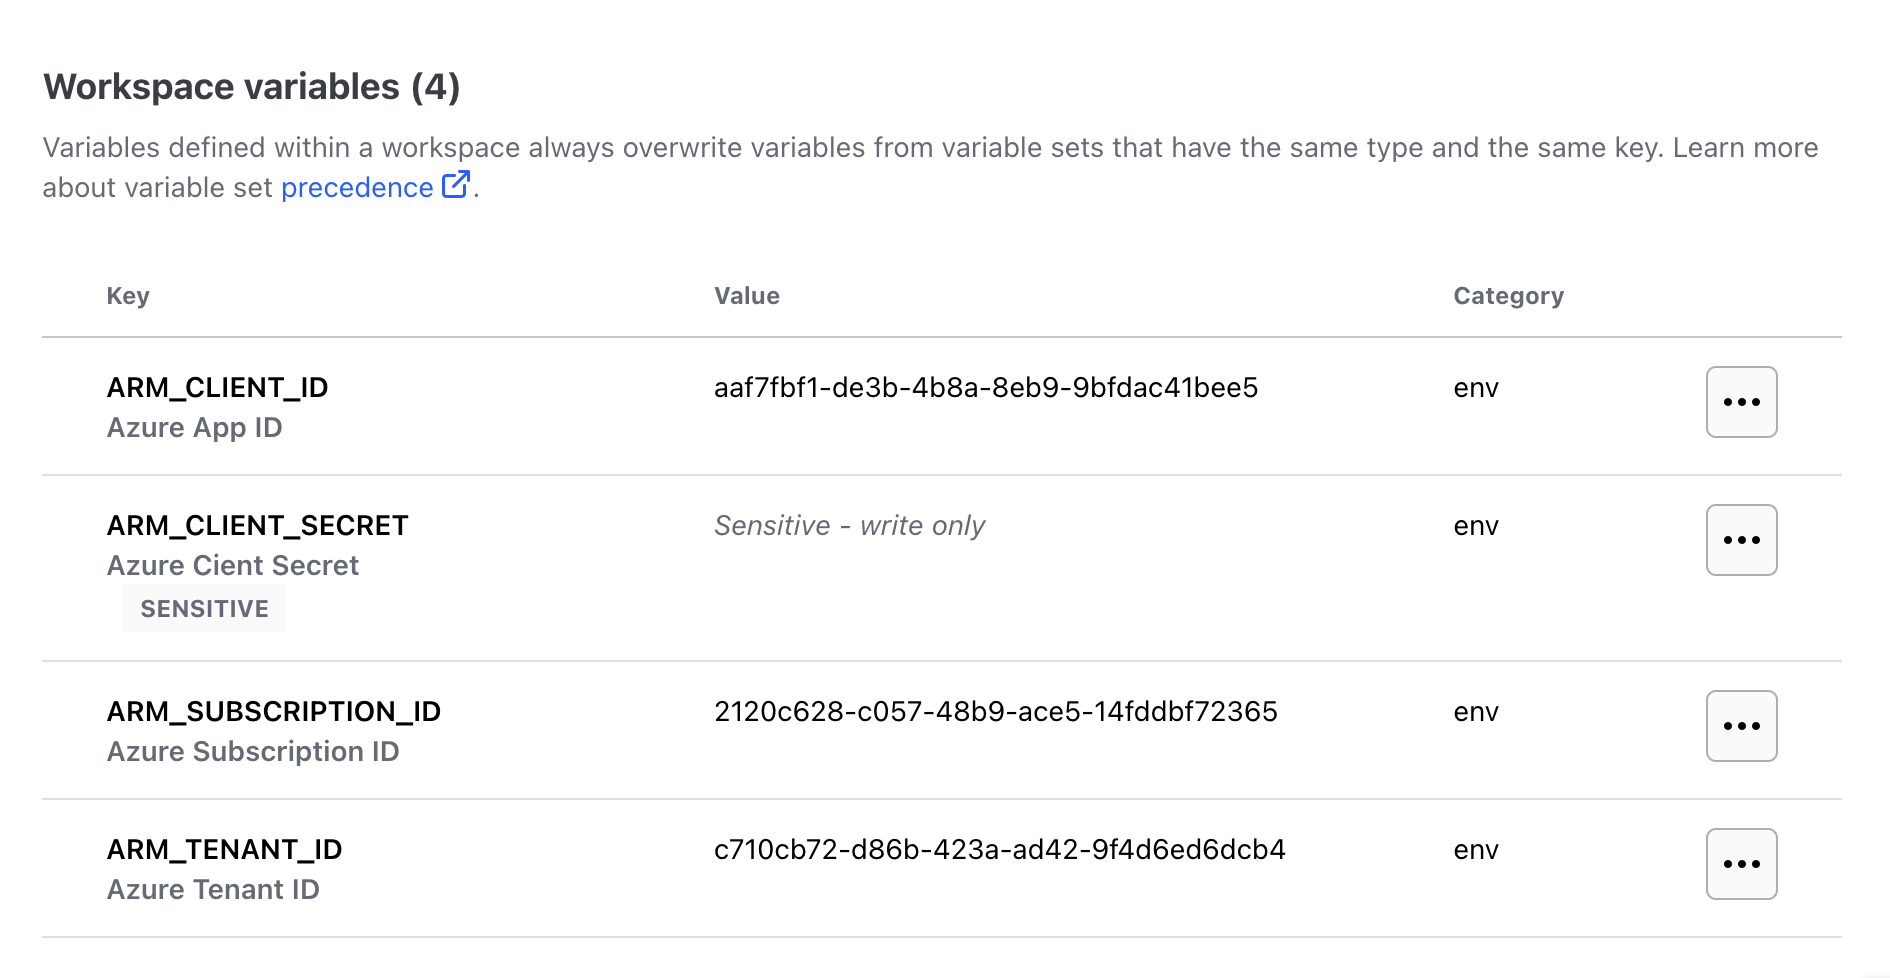 Workspace variables (4)
Variables defined within a workspace always overwrite variables from variable sets that have the same type and the same key. Learn more
about variable set precedence.
Key Value Category
ARM_CLIENT_ID aaf7fbf1-de3b-4b8a-8eb9-9bfdac41bee5 env
Azure App ID
ARM_CLIENT_SECRET Sensitive - write only env
Azure Cient Secret
SENSITIVE
ARM_SUBSCRIPTION_ID 2120c628-c057-48b9-ace5-14fddbf72365 env
Azure Subscription ID
ARM_TENANT_ID c710cb72-d86b-423a-ad42-9f4d6ed6dcb4 env
Azure Tenant ID